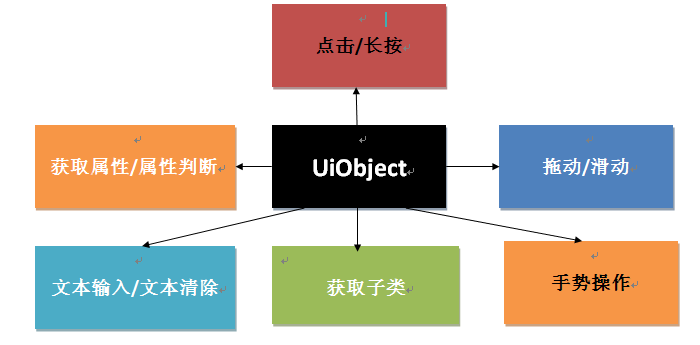 点击/长按
获取属性/属性判断
UiObject
拖动/滑动
文本输入/文本清除
获取子类
手势操作